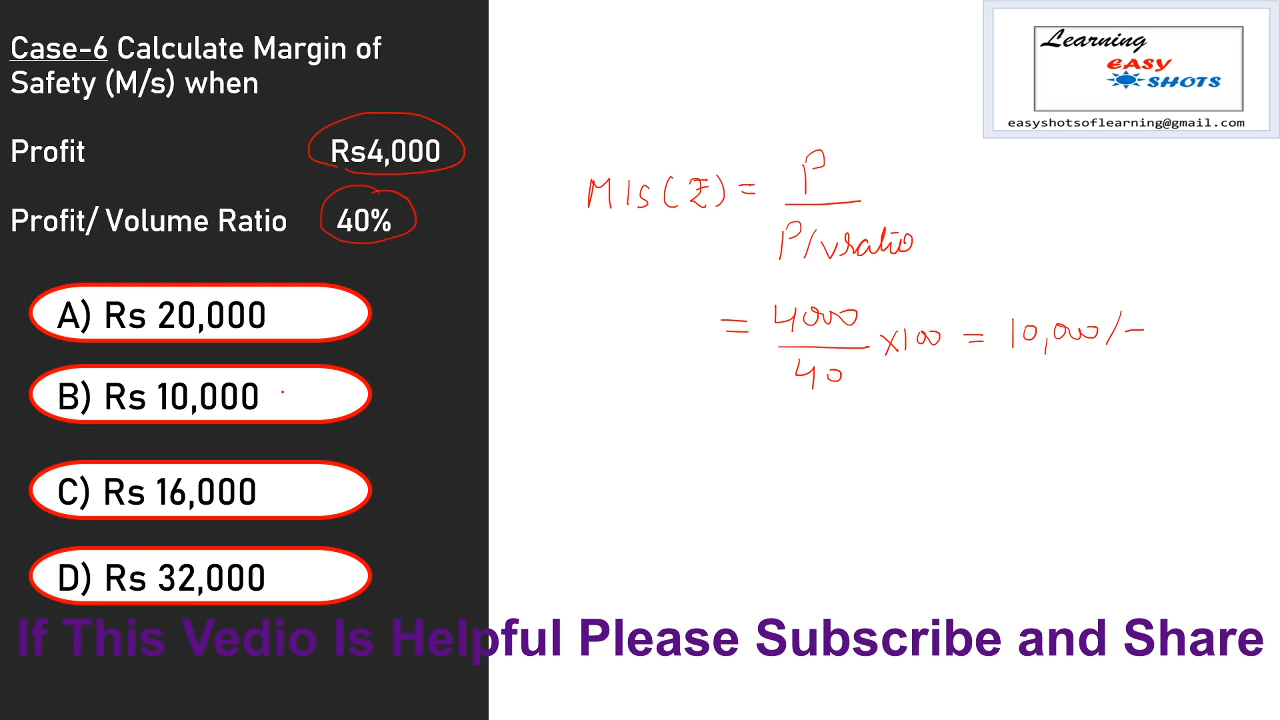 Case-6 Calculate Margin of
Safety (M/s) when
Profit Rs4,000
Profit/ Volume Ratio 40%
A) Rs 20,000
B) Rs 10,000
C) Rs 16,000
D) Rs 32,000
Learning
EASY
SHOTS
easyshotsoflearning@gmail.com
M/s (₹) = P
P/vratio
= 4000
40 ×100 = 10,000/-
If This Vedio Is Helpful Please Subscribe and Share